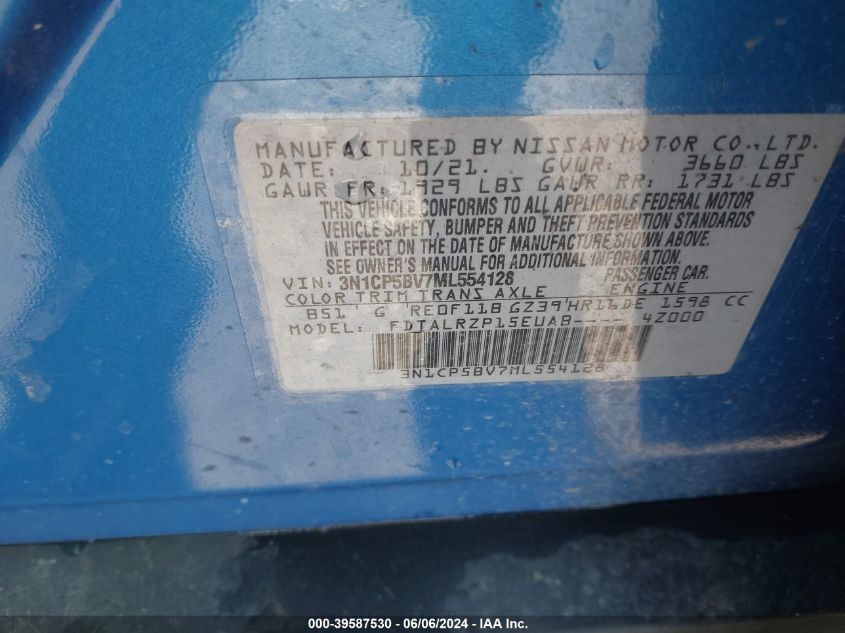 MANUFACTURED BY NISSAN MOTOR CO.,LTD.
DATE: 10/21. GVWR: 3660 LBS
GAWR FR: 1929 LBS GAWR RR: 1731 LBS
THIS VEHICLE CONFORMS TO ALL APPLICABLE FEDERAL MOTOR
VEHICLE SAFETY, BUMPER AND THEFT PREVENTION STANDARDS
IN EFFECT ON THE DATE OF MANUFACTURE SHOWN ABOVE.
SEE OWNER'S MANUAL FOR ADDITIONAL INFORMATION.
VIN: 3N1CP5BV7ML554128 PASSENGER CAR.
COLOR TRIM TRANS AXLE ENGINE
B51 G RE0F11B GZ39 HR16DE 1598 CC
MODEL: FDTALRZP15EUAB---- 4Z000
3N1CP5BV7ML554128
000-39587530 - 06/06/2024 - IAA Inc.